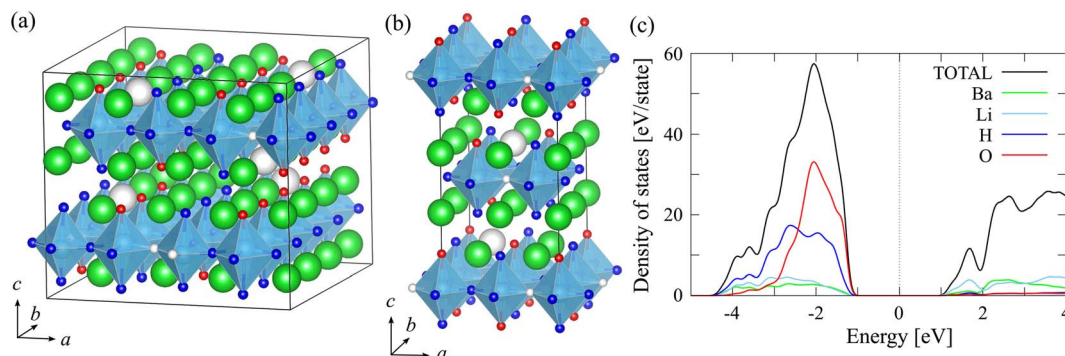 (a)
c
b
a
(b)
c
b
a
(c)
Density of states [eV/state]
60
40
20
0
TOTAL
Ba
Li
H
O
-4
-2
0
2
4
Energy [eV]